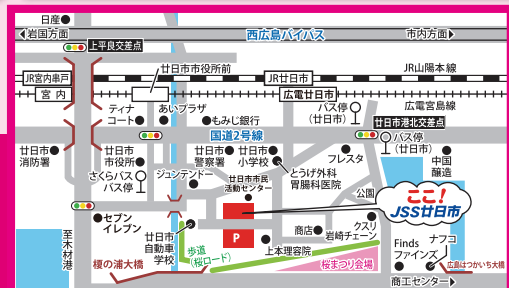 日産
岩国方面
西広島バイパス
市内方面
上平良交差点
JR宮内串戸
廿日市市役所前
JR廿日市
JR山陽本線
宮内
広電廿日市
広電宮島線
ティナコート
あいプラザ
もみじ銀行
バス停
(廿日市)
廿日市港北交差点
国道2号線
廿日市
消防署
廿日市
市役所
廿日市
警察署
廿日市
小学校
フレスタ
バス停
(廿日市)
中国
醸造
さくらバス
バス停
ジュンテンドー
とうげ外科
胃腸科医院
廿日市市民
活動センター
公園
ここ!
JSS廿日市
セブン
イレブン
P
商店
クスリ
岩崎チェーン
至木材港
廿日市
自動車
学校
歩道
(桜ロード)
上本理容院
Finds
ファインズ
ナフコ
榎の浦大橋
桜まつり会場
広島はつかいち大橋
商工センター